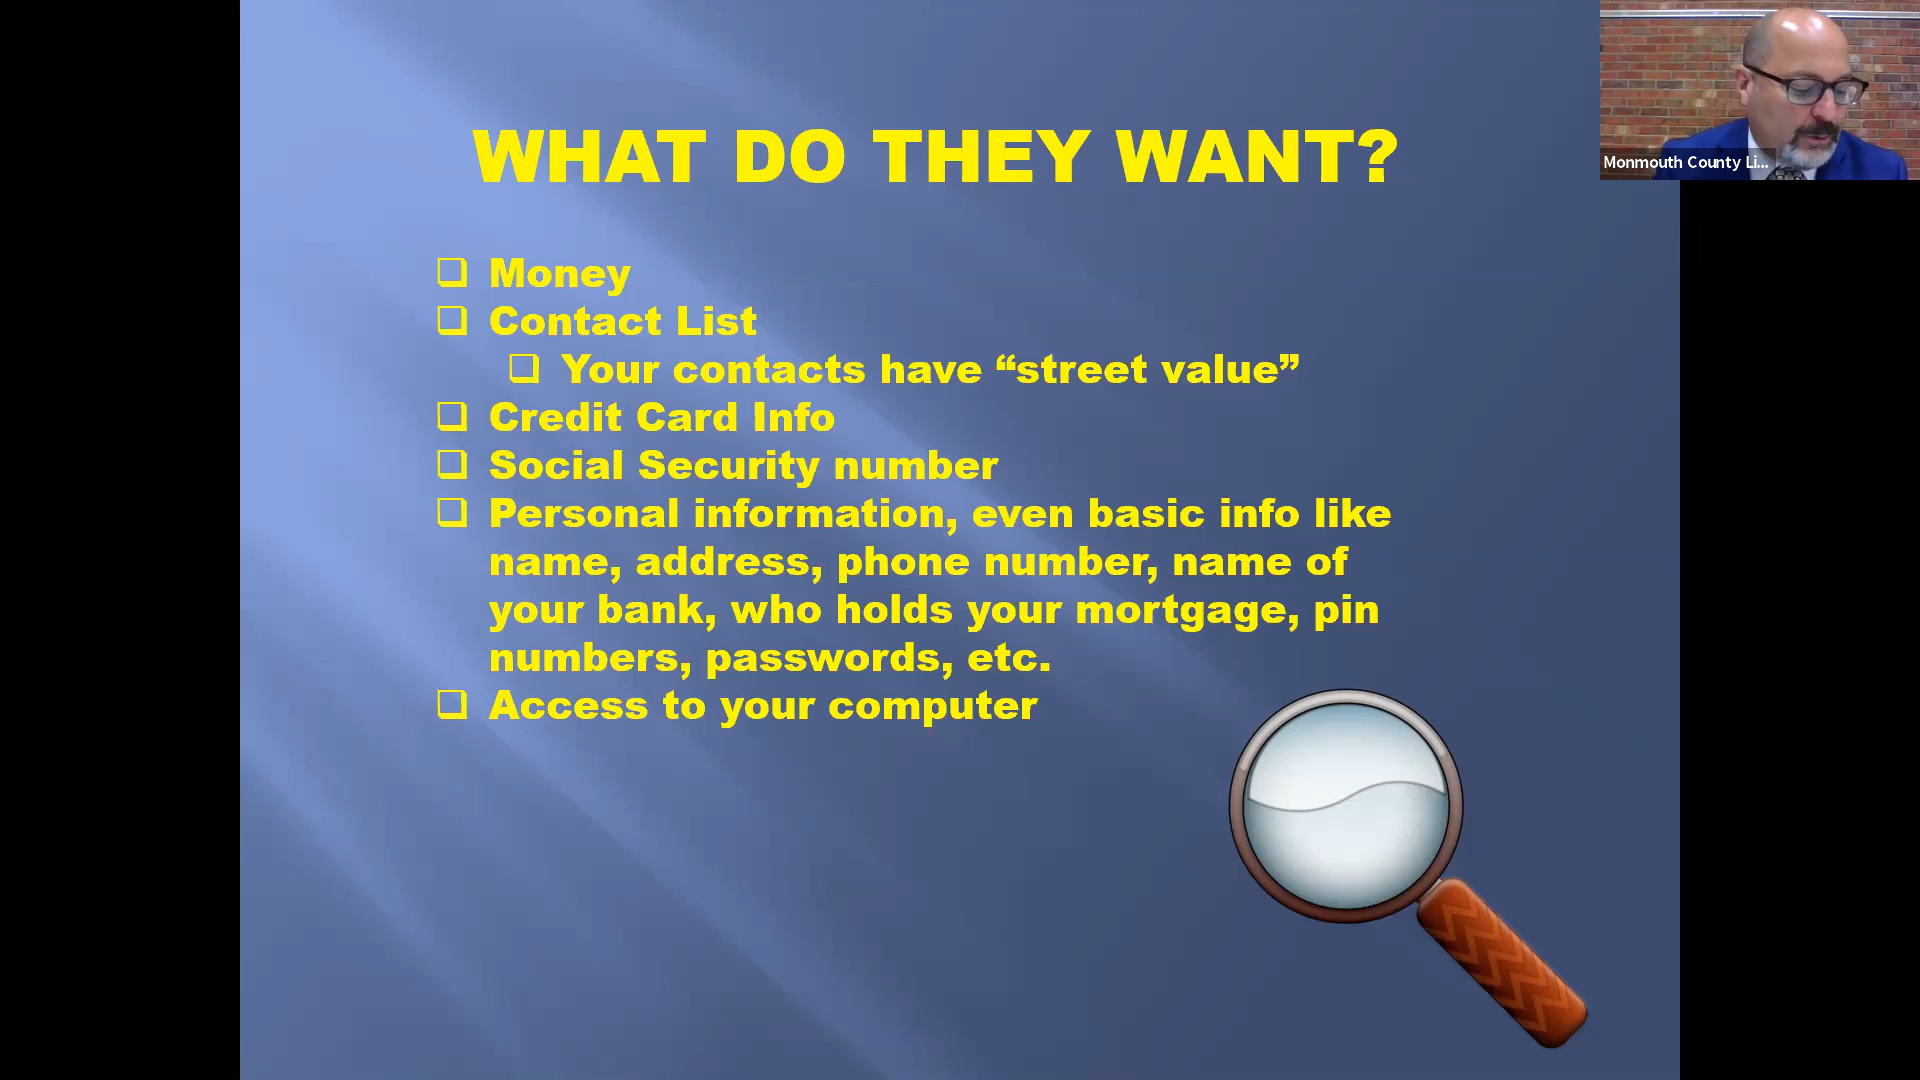 WHAT DO THEY WANT?
Money
Contact List
Your contacts have “street value”
Credit Card Info
Social Security number
Personal information, even basic info like
name, address, phone number, name of
your bank, who holds your mortgage, pin
numbers, passwords, etc.
Access to your computer
Monmouth County Li...